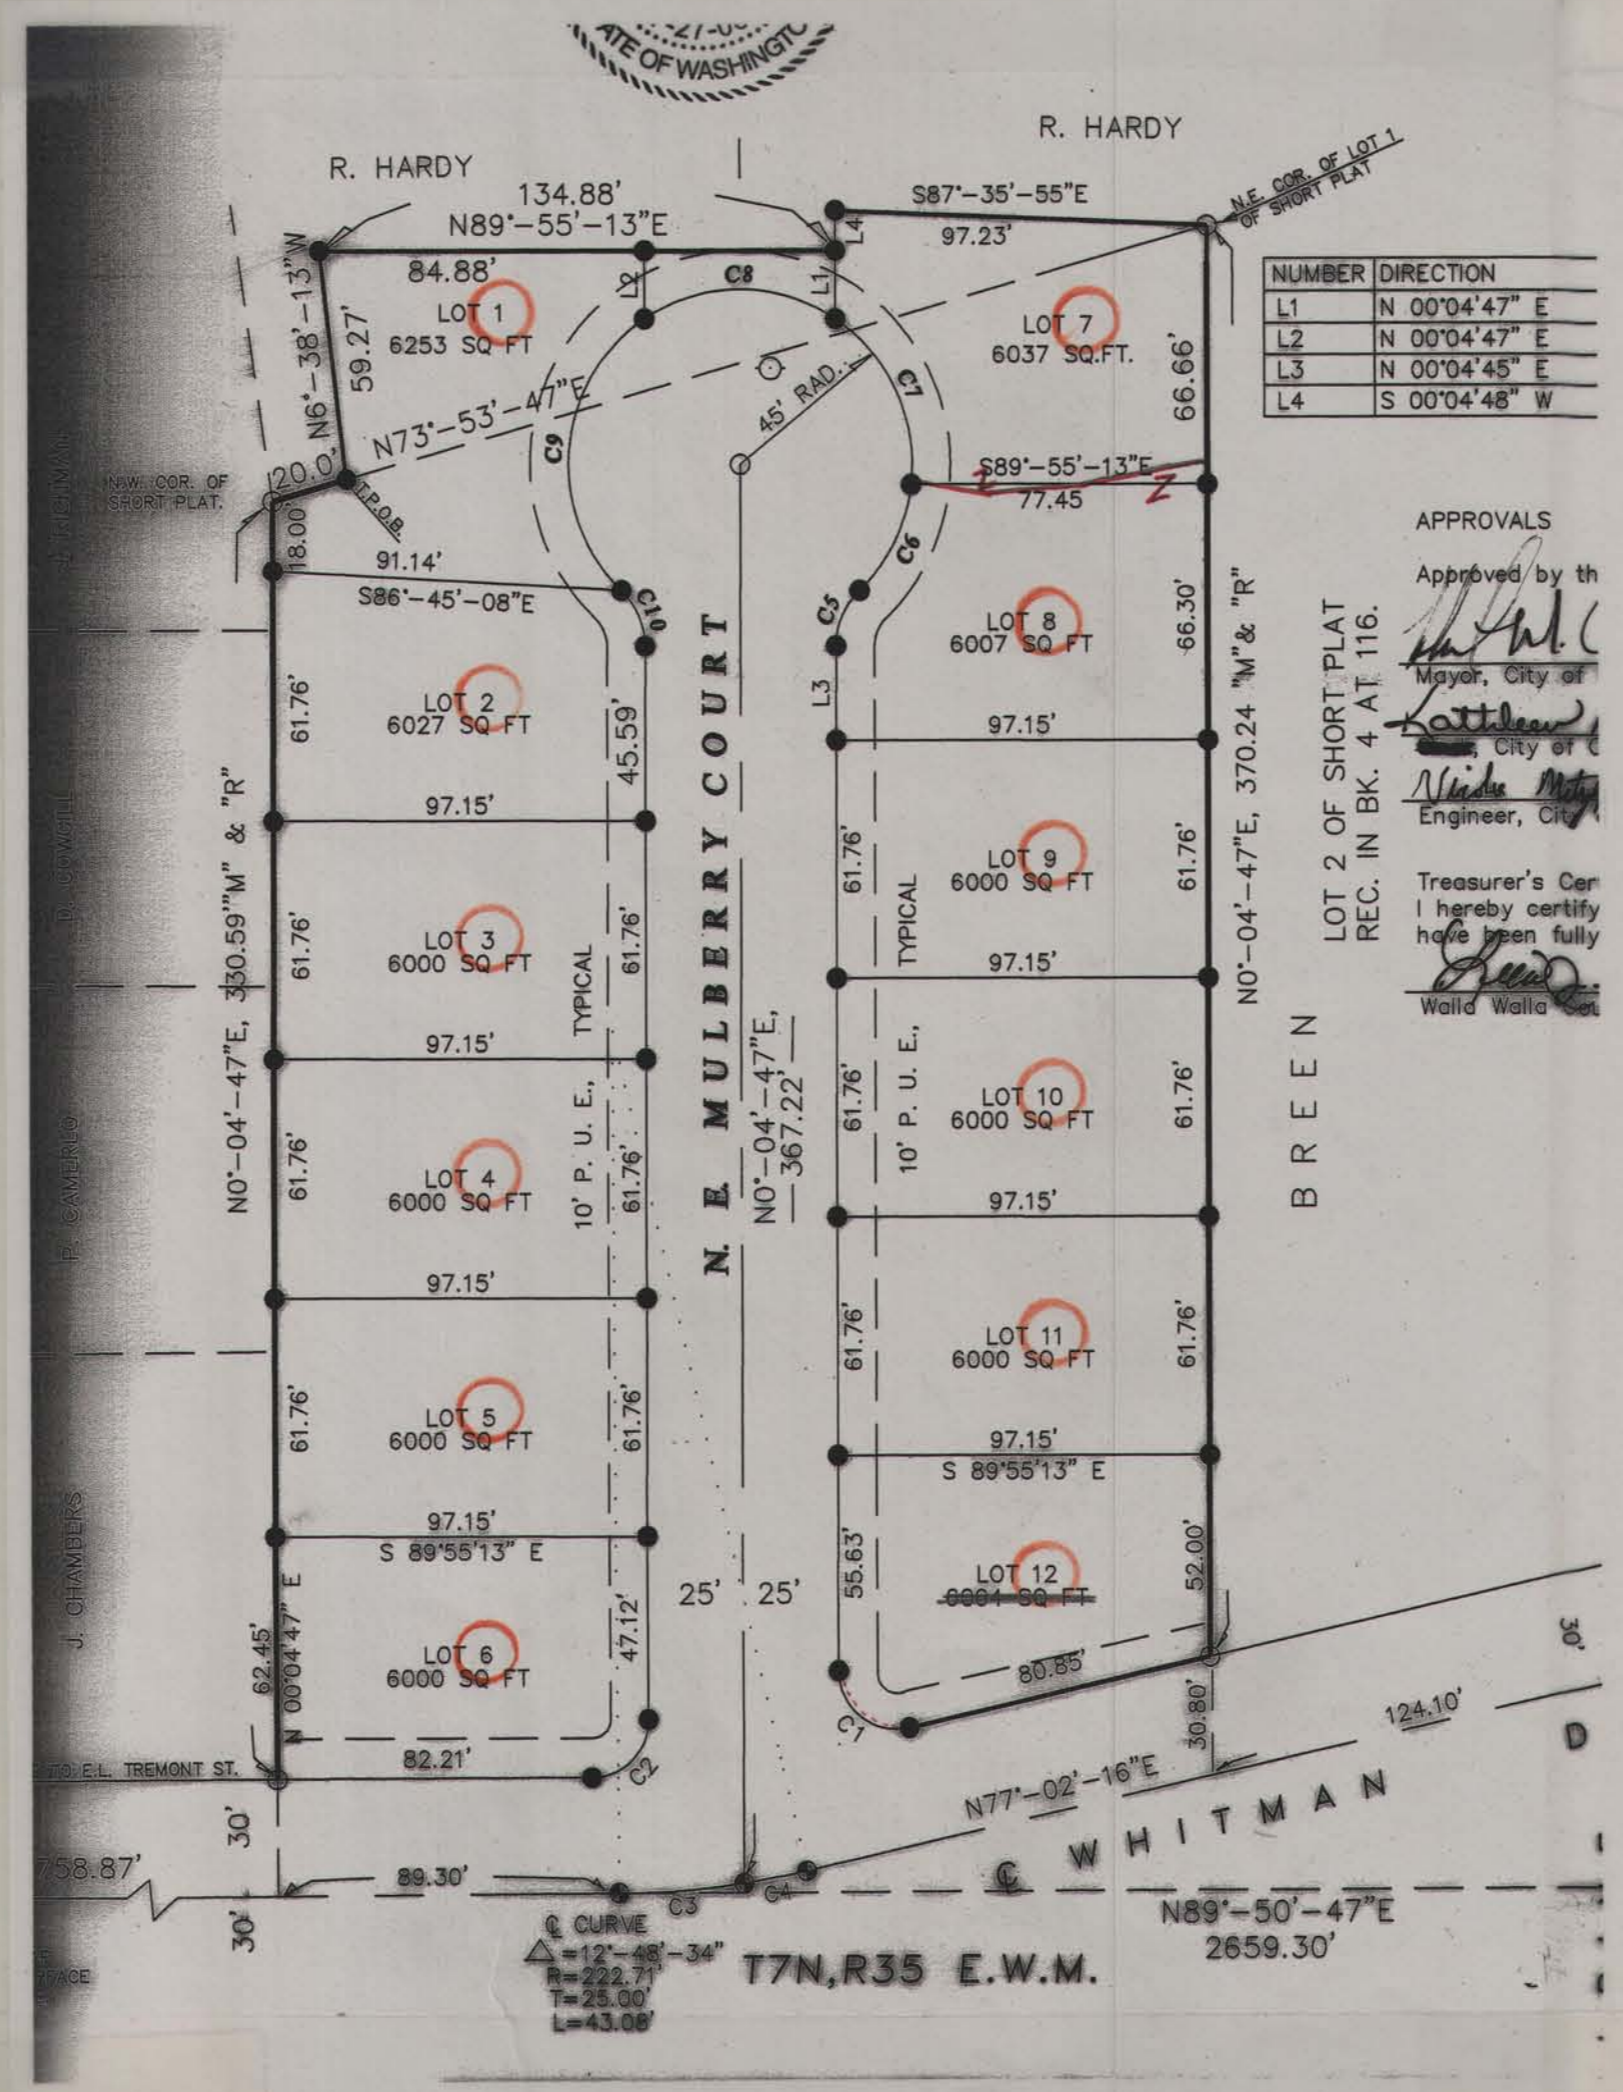 -27-0
ATE OF WASHINGTO
R. HARDY
R. HARDY
134.88'
N89°-55'-13"E
S87°-35'-55"E
97.23'
N.E. COR. OF LOT 1
OF SHORT PLAT
84.88'
L2
C8
L1
L4
LOT 1
6253 SQ FT
N6°-38'-13"W
59.27'
LOT 7
6037 SQ.FT.
66.66'
NUMBER DIRECTION
L1 N 00°04'47" E
L2 N 00°04'47" E
L3 N 00°04'45" E
L4 S 00°04'48" W
N73°-53'-47"E
45' RAD.
C7
C9
N.W. COR. OF
SHORT PLAT.
20.0'
T.P.O.B.
18.00'
S89°-55'-13"E
Z Z
77.45
C6
91.14'
S86°-45'-08"E
C10
C5
APPROVALS
Approved by th
Mayor, City of
Kathleen
, City of C
Engineer, City
Treasurer's Cer
I hereby certify
have been fully
Walla Walla
LOT 2
6027 SQ FT
61.76'
45.59'
97.15'
L3
LOT 8
6007 SQ FT
66.30'
97.15'
N0°-04'-47"E, 370.24 "M"& "R"
LOT 2 OF SHORT PLAT
REC. IN BK. 4 AT 116.
BREEN
N0°-04'-47"E, 330.59'"M" & "R"
D. COWGILL
P. CAMERLO
J. CHAMBERS
N. E. MULBERRY COURT
N0°-04'-47"E,
367.22'
LOT 3
6000 SQ FT
61.76'
61.76'
97.15'
10' P. U. E., TYPICAL
LOT 9
6000 SQ FT
61.76'
61.76'
97.15'
10' P. U. E., TYPICAL
LOT 4
6000 SQ FT
61.76'
61.76'
97.15'
LOT 10
6000 SQ FT
61.76'
61.76'
97.15'
LOT 5
6000 SQ FT
61.76'
61.76'
97.15'
S 89°55'13" E
LOT 11
6000 SQ FT
61.76'
61.76'
97.15'
S 89°55'13" E
LOT 6
6000 SQ FT
62.45'
N 00°04'47" E
47.12'
82.21'
C2
25' 25'
LOT 12
6004 SQ FT
55.63'
52.00'
80.85'
C1
30.80'
30'
124.10'
TO E.L. TREMONT ST.
N77°-02'-16"E
℄ WHITMAN
D
30'
30'
758.87'
89.30'
C3
C4
N89°-50'-47"E
2659.30'
℄ CURVE
△=12°-48'-34"
R=222.71'
T=25.00'
L=43.08'
T7N,R35 E.W.M.